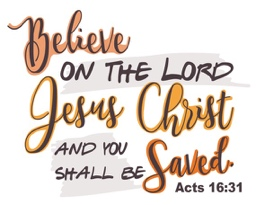 Believe
ON THE LORD
Jesus Christ
AND YOU
SHALL BE Saved.
Acts 16:31